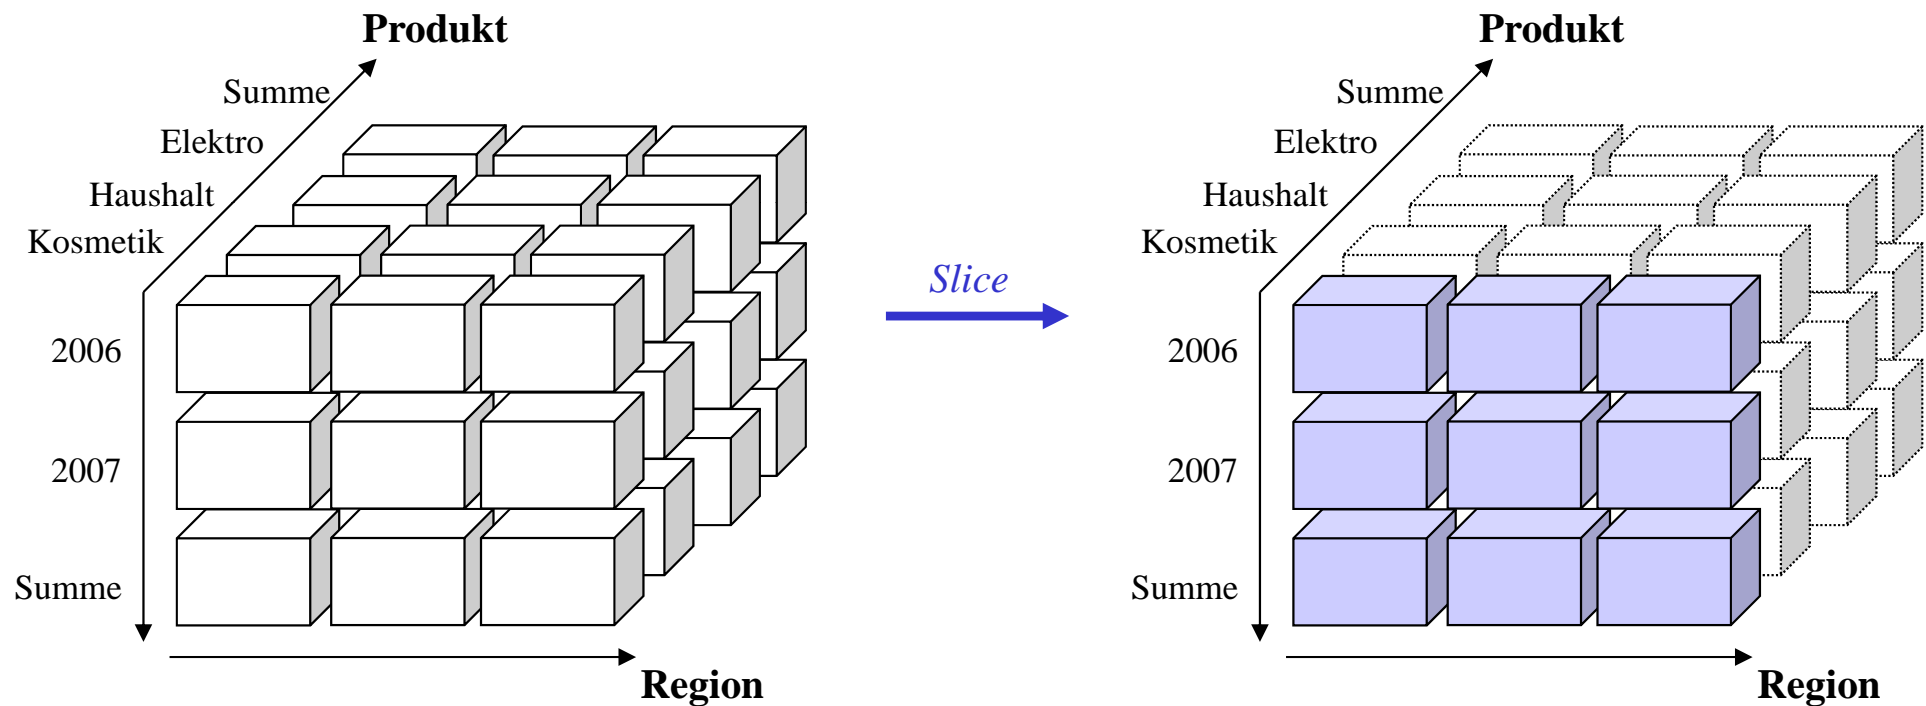 Produkt
Summe
Elektro
Haushalt
Kosmetik
2006
2007
Summe
Region
Slice
Produkt
Summe
Elektro
Haushalt
Kosmetik
2006
2007
Summe
Region